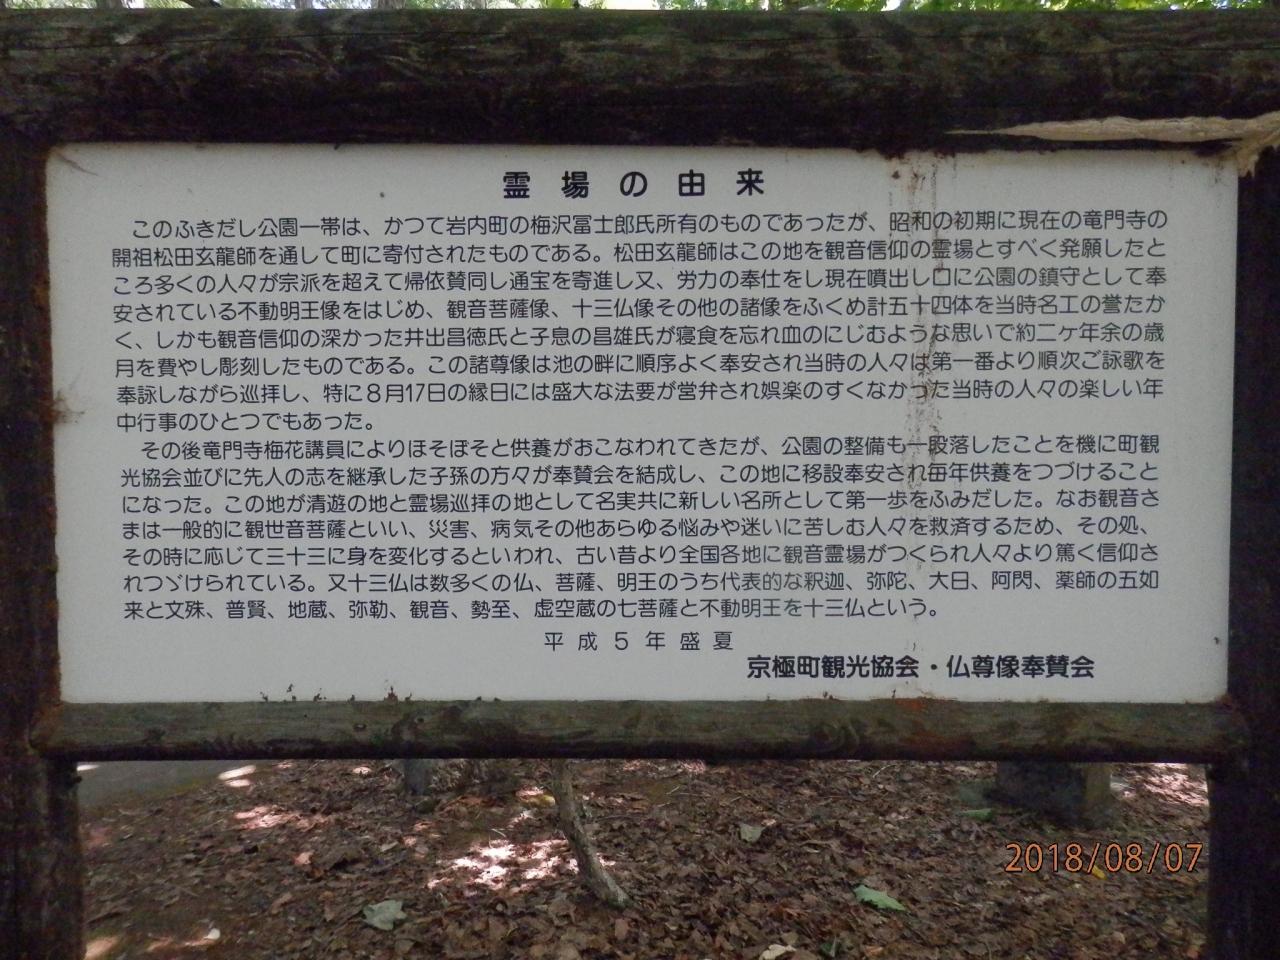 霊場の由来
このふきだし公園一帯は、かつて岩内町の梅沢冨士郎氏所有のものであったが、昭和の初期に現在の竜門寺の
開祖松田玄龍師を通して町に寄付されたものである。松田玄龍師はこの地を観音信仰の霊場とすべく発願したと
ころ多くの人々が宗派を超えて帰依賛同し通宝を寄進し又、労力の奉仕をし現在噴出し口に公園の鎮守として奉
安されている不動明王像をはじめ、観音菩薩像、十三仏像その他の諸像をふくめ計五十四体を当時名工の誉たか
く、しかも観音信仰の深かった井出昌徳氏と子息の昌雄氏が寝食を忘れ血のにじむような思いで約二ヶ年余の歳
月を費やし彫刻したものである。この諸尊像は池の畔に順序よく奉安され当時の人々は第一番より順次ご詠歌を
奉詠しながら巡拝し、特に8月17日の縁日には盛大な法要が営弁され娯楽のすくなかった当時の人々の楽しい年
中行事のひとつでもあった。
その後竜門寺梅花講員によりほそぼそと供養がおこなわれてきたが、公園の整備も一段落したことを機に町観
光協会並びに先人の志を継承した子孫の方々が奉賛会を結成し、この地に移設奉安され毎年供養をつづけること
になった。この地が清遊の地と霊場巡拝の地として名実共に新しい名所として第一歩をふみだした。なお観音さ
まは一般的に観世音菩薩といい、災害、病気その他あらゆる悩みや迷いに苦しむ人々を救済するため、その処、
その時に応じて三十三に身を変化するといわれ、古い昔より全国各地に観音霊場がつくられ人々より篤く信仰さ
れつゞけられている。又十三仏は数多くの仏、菩薩、明王のうち代表的な釈迦、弥陀、大日、阿閦、薬師の五如
来と文殊、普賢、地蔵、弥勒、観音、勢至、虚空蔵の七菩薩と不動明王を十三仏という。
平成5年盛夏
京極町観光協会・仏尊像奉賛会
2018/08/07